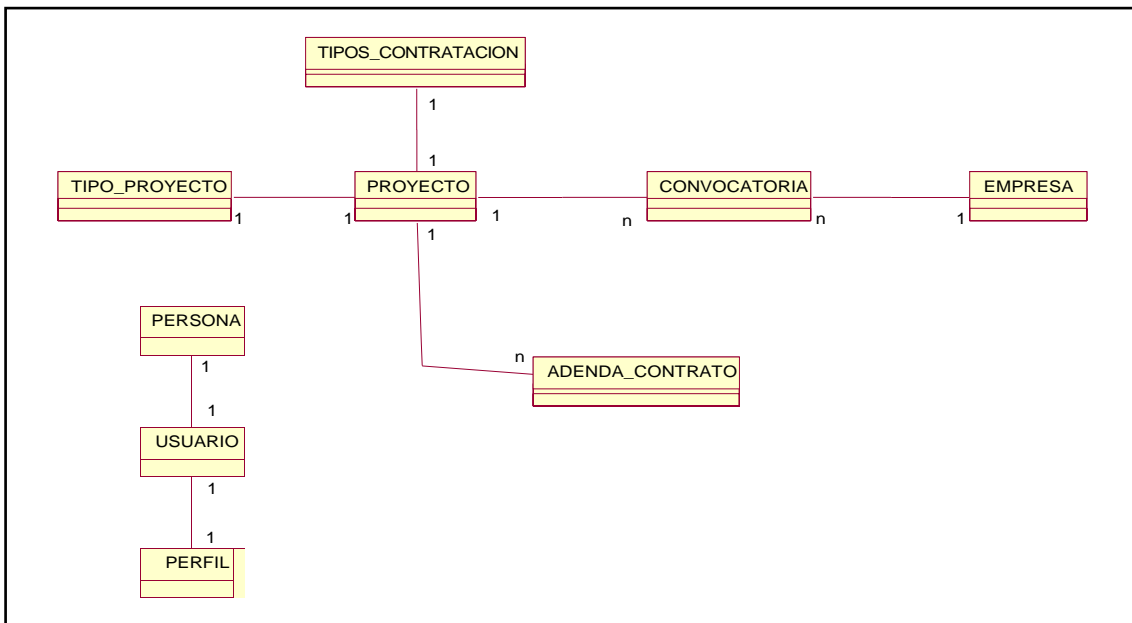 TIPOS_CONTRATACION
1
1
TIPO_PROYECTO
PROYECTO
CONVOCATORIA
EMPRESA
1
1
1
n
n
1
1
PERSONA
n
ADENDA_CONTRATO
1
1
USUARIO
1
1
PERFIL